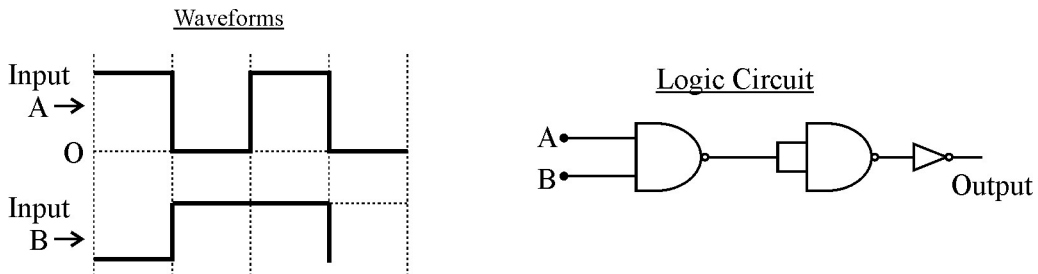 Waveforms
Input
A
O
Input
B
Logic Circuit
A
B
Output